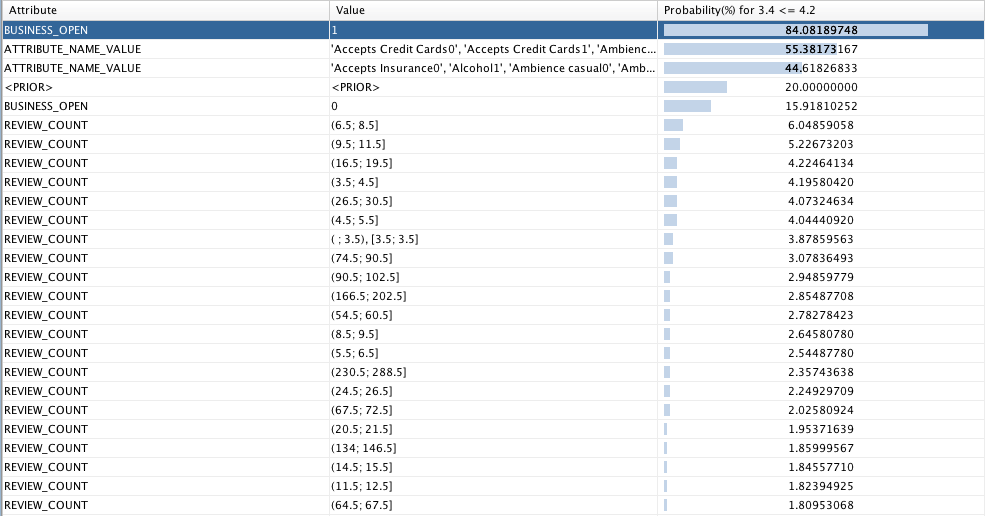 Attribute Value Probability(%) for 3.4 <= 4.2
BUSINESS_OPEN 1 84.08189748
ATTRIBUTE_NAME_VALUE 'Accepts Credit Cards0', 'Accepts Credit Cards1', 'Ambienc... 55.38173167
ATTRIBUTE_NAME_VALUE 'Accepts Insurance0', 'Alcohol1', 'Ambience casual0', 'Amb... 44.61826833
<PRIOR> <PRIOR> 20.00000000
BUSINESS_OPEN 0 15.91810252
REVIEW_COUNT (6.5; 8.5] 6.04859058
REVIEW_COUNT (9.5; 11.5] 5.22673203
REVIEW_COUNT (16.5; 19.5] 4.22464134
REVIEW_COUNT (3.5; 4.5] 4.19580420
REVIEW_COUNT (26.5; 30.5] 4.07324634
REVIEW_COUNT (4.5; 5.5] 4.04440920
REVIEW_COUNT ( ; 3.5), [3.5; 3.5] 3.87859563
REVIEW_COUNT (74.5; 90.5] 3.07836493
REVIEW_COUNT (90.5; 102.5] 2.94859779
REVIEW_COUNT (166.5; 202.5] 2.85487708
REVIEW_COUNT (54.5; 60.5] 2.78278423
REVIEW_COUNT (8.5; 9.5] 2.64580780
REVIEW_COUNT (5.5; 6.5] 2.54487780
REVIEW_COUNT (230.5; 288.5] 2.35743638
REVIEW_COUNT (24.5; 26.5] 2.24929709
REVIEW_COUNT (67.5; 72.5] 2.02580924
REVIEW_COUNT (20.5; 21.5] 1.95371639
REVIEW_COUNT (134; 146.5] 1.85999567
REVIEW_COUNT (14.5; 15.5] 1.84557710
REVIEW_COUNT (11.5; 12.5] 1.82394925
REVIEW_COUNT (64.5; 67.5] 1.80953068